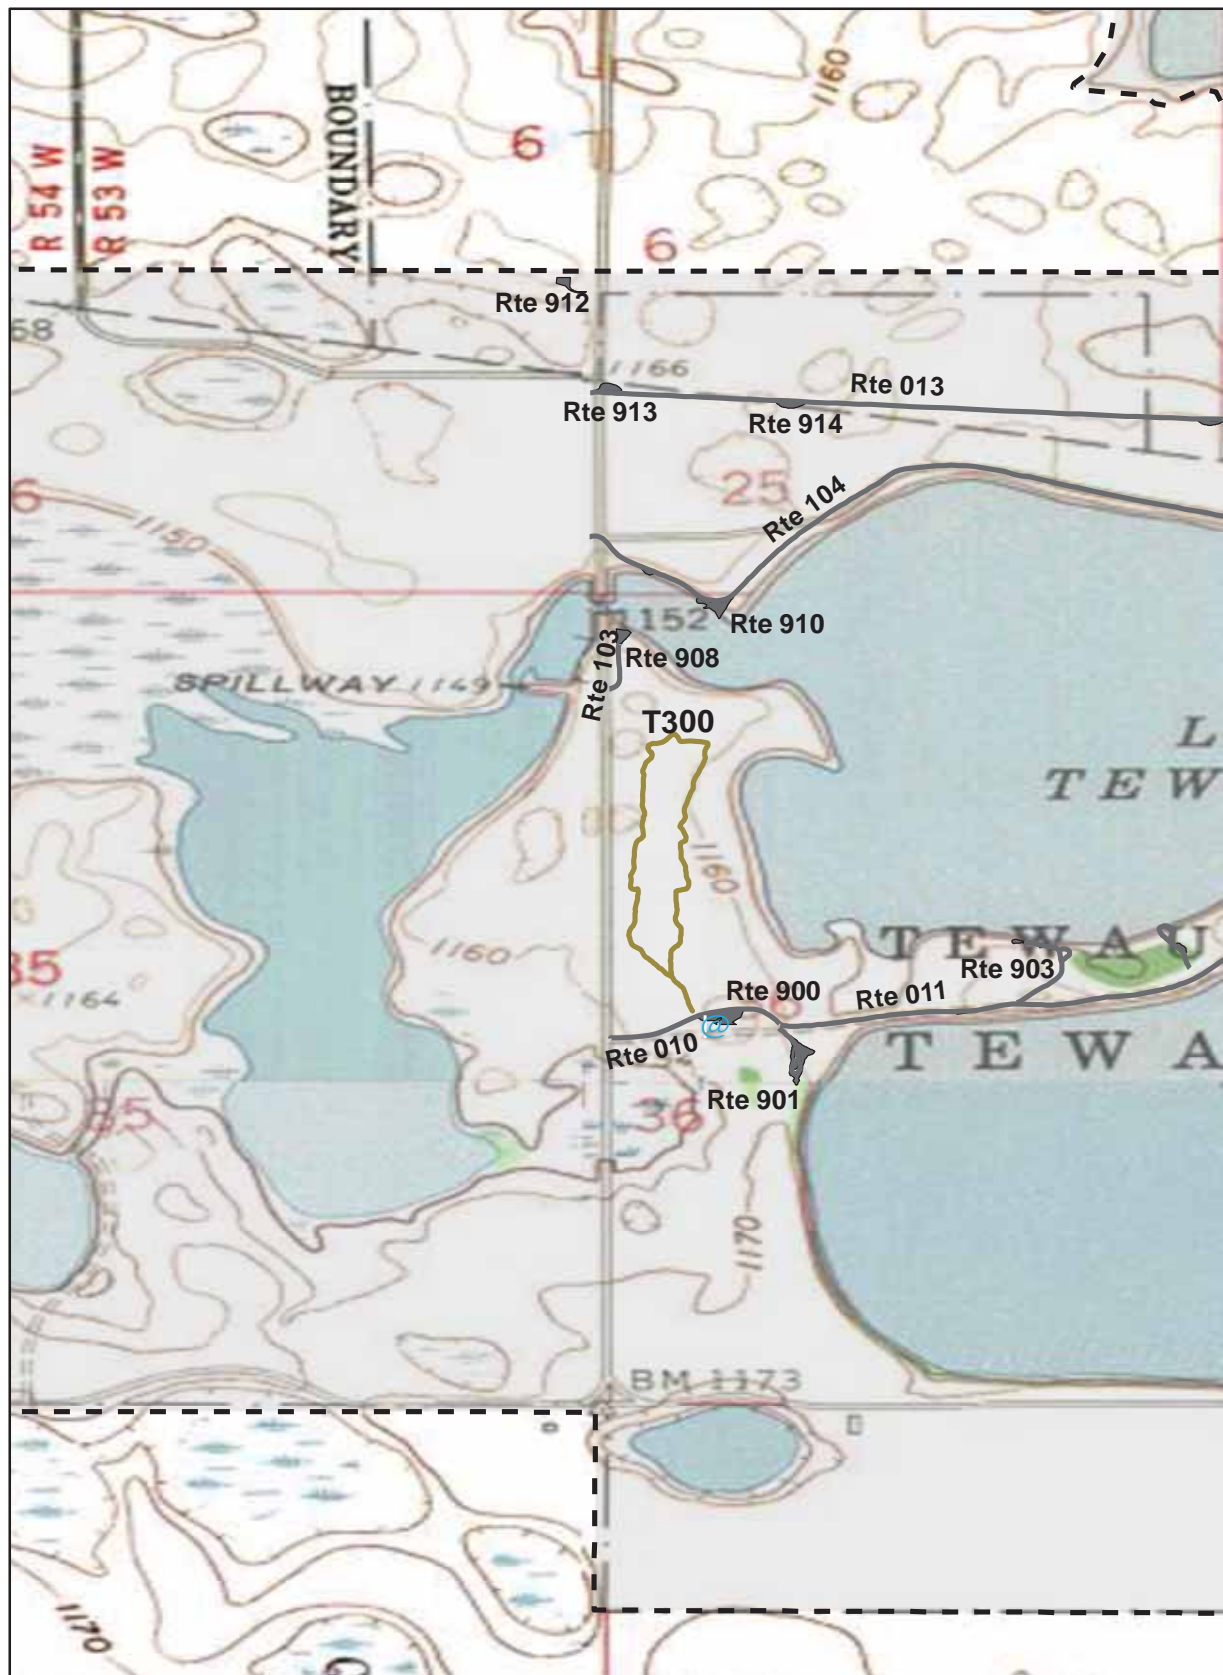 1160
BOUNDARY
6
R 54 W
R 53 W
6
Rte 912
68
1166
Rte 013
Rte 913
Rte 914
25
6
Rte 104
1150
1152
Rte 910
Rte 103
Rte 908
SPILLWAY 1149
T300
L
TEW
1160
1160
TEWAU
35
1164
Rte 903
Rte 900
Rte 011
@
Rte 010
TEWA
Rte 901
35
36
1170
BM 1173
1170